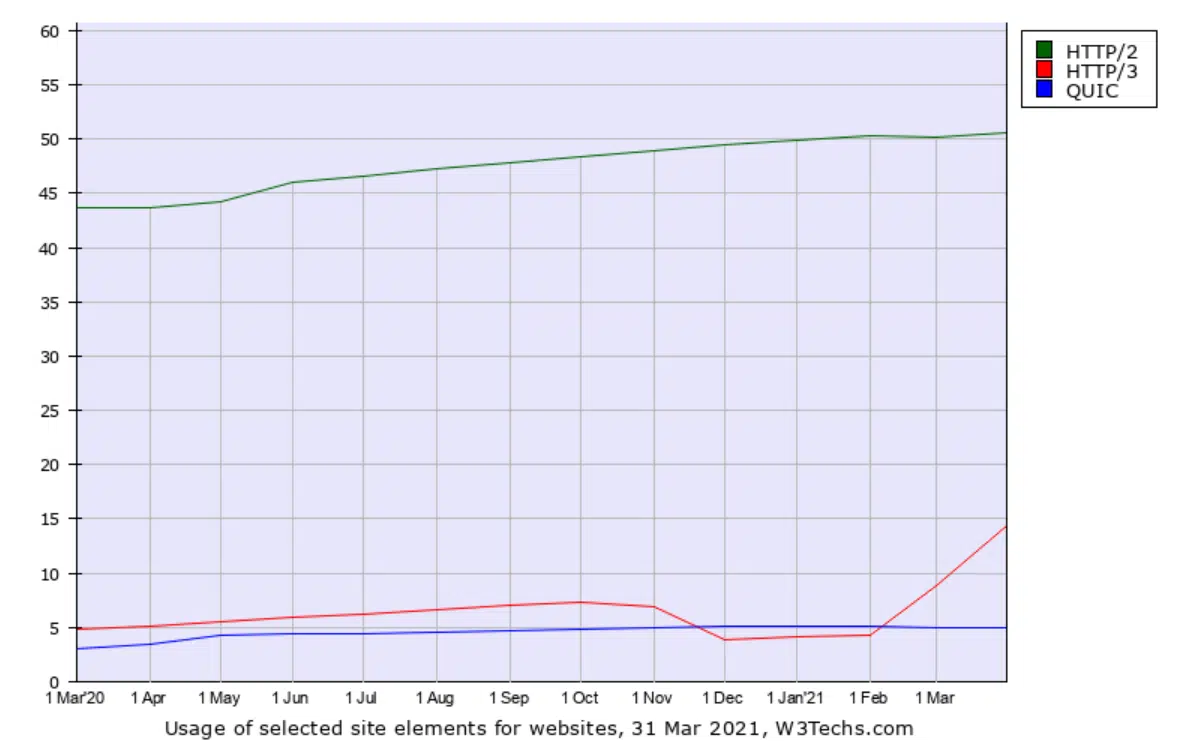 60
55
50
45
40
35
30
25
20
15
10
5
0
1 Mar'20 1 Apr 1 May 1 Jun 1 Jul 1 Aug 1 Sep 1 Oct 1 Nov 1 Dec 1 Jan'21 1 Feb 1 Mar
Usage of selected site elements for websites, 31 Mar 2021, W3Techs.com
HTTP/2
HTTP/3
QUIC